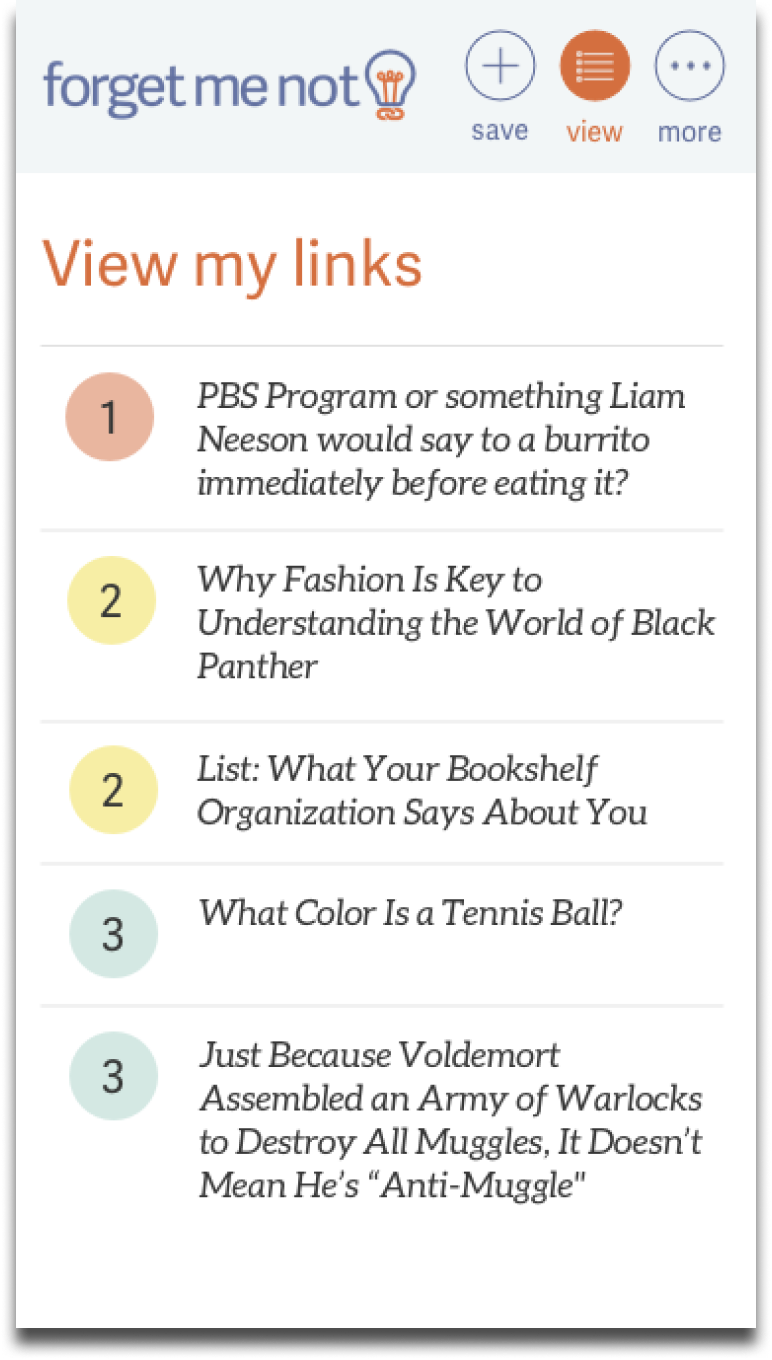 forget me not
save
view
more
View my links
1
PBS Program or something Liam
Neeson would say to a burrito
immediately before eating it?
2
Why Fashion Is Key to
Understanding the World of Black
Panther
2
List: What Your Bookshelf
Organization Says About You
3
What Color Is a Tennis Ball?
3
Just Because Voldemort
Assembled an Army of Warlocks
to Destroy All Muggles, It Doesn’t
Mean He’s “Anti-Muggle"